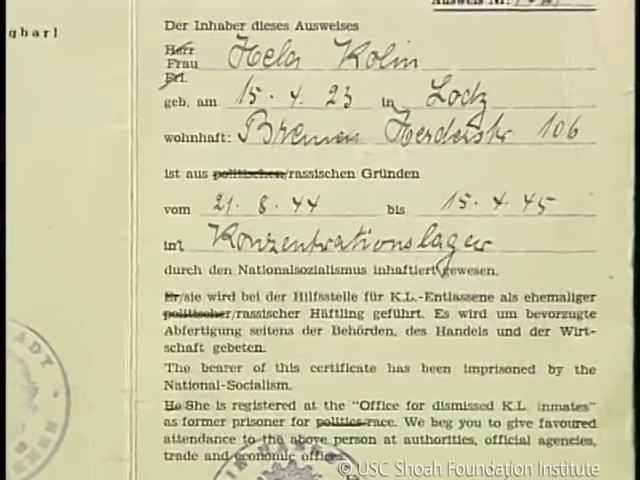 gbar!
Ausweis Nr.
Der Inhaber dieses Ausweises
Herr
Frau Hela Kolin
Frl.
geb. am 15. 4. 23 in Lodz
wohnhaft: Bremen Herderstr 106
ist aus politischen/rassischen Gründen
vom 21. 8. 44 bis 15. 4. 45
in't Konzentrationslager
durch den Nationalsozialismus inhaftiert gewesen.
Er/sie wird bei der Hilfsstelle für K.L.-Entlassene als ehemaliger
politischer/rassischer Häftling geführt. Es wird um bevorzugte
Abfertigung seitens der Behörden, des Handels und der Wirt-
schaft gebeten.
The bearer of this certificate has been imprisoned by the
National-Socialism.
He She is registered at the "Office for dismissed K.L. inmates"
as former prisoner for politics/race. We beg you to give favoured
attendance to the above person at authorities, official agencies,
trade and economic offices.
© USC Shoah Foundation Institute